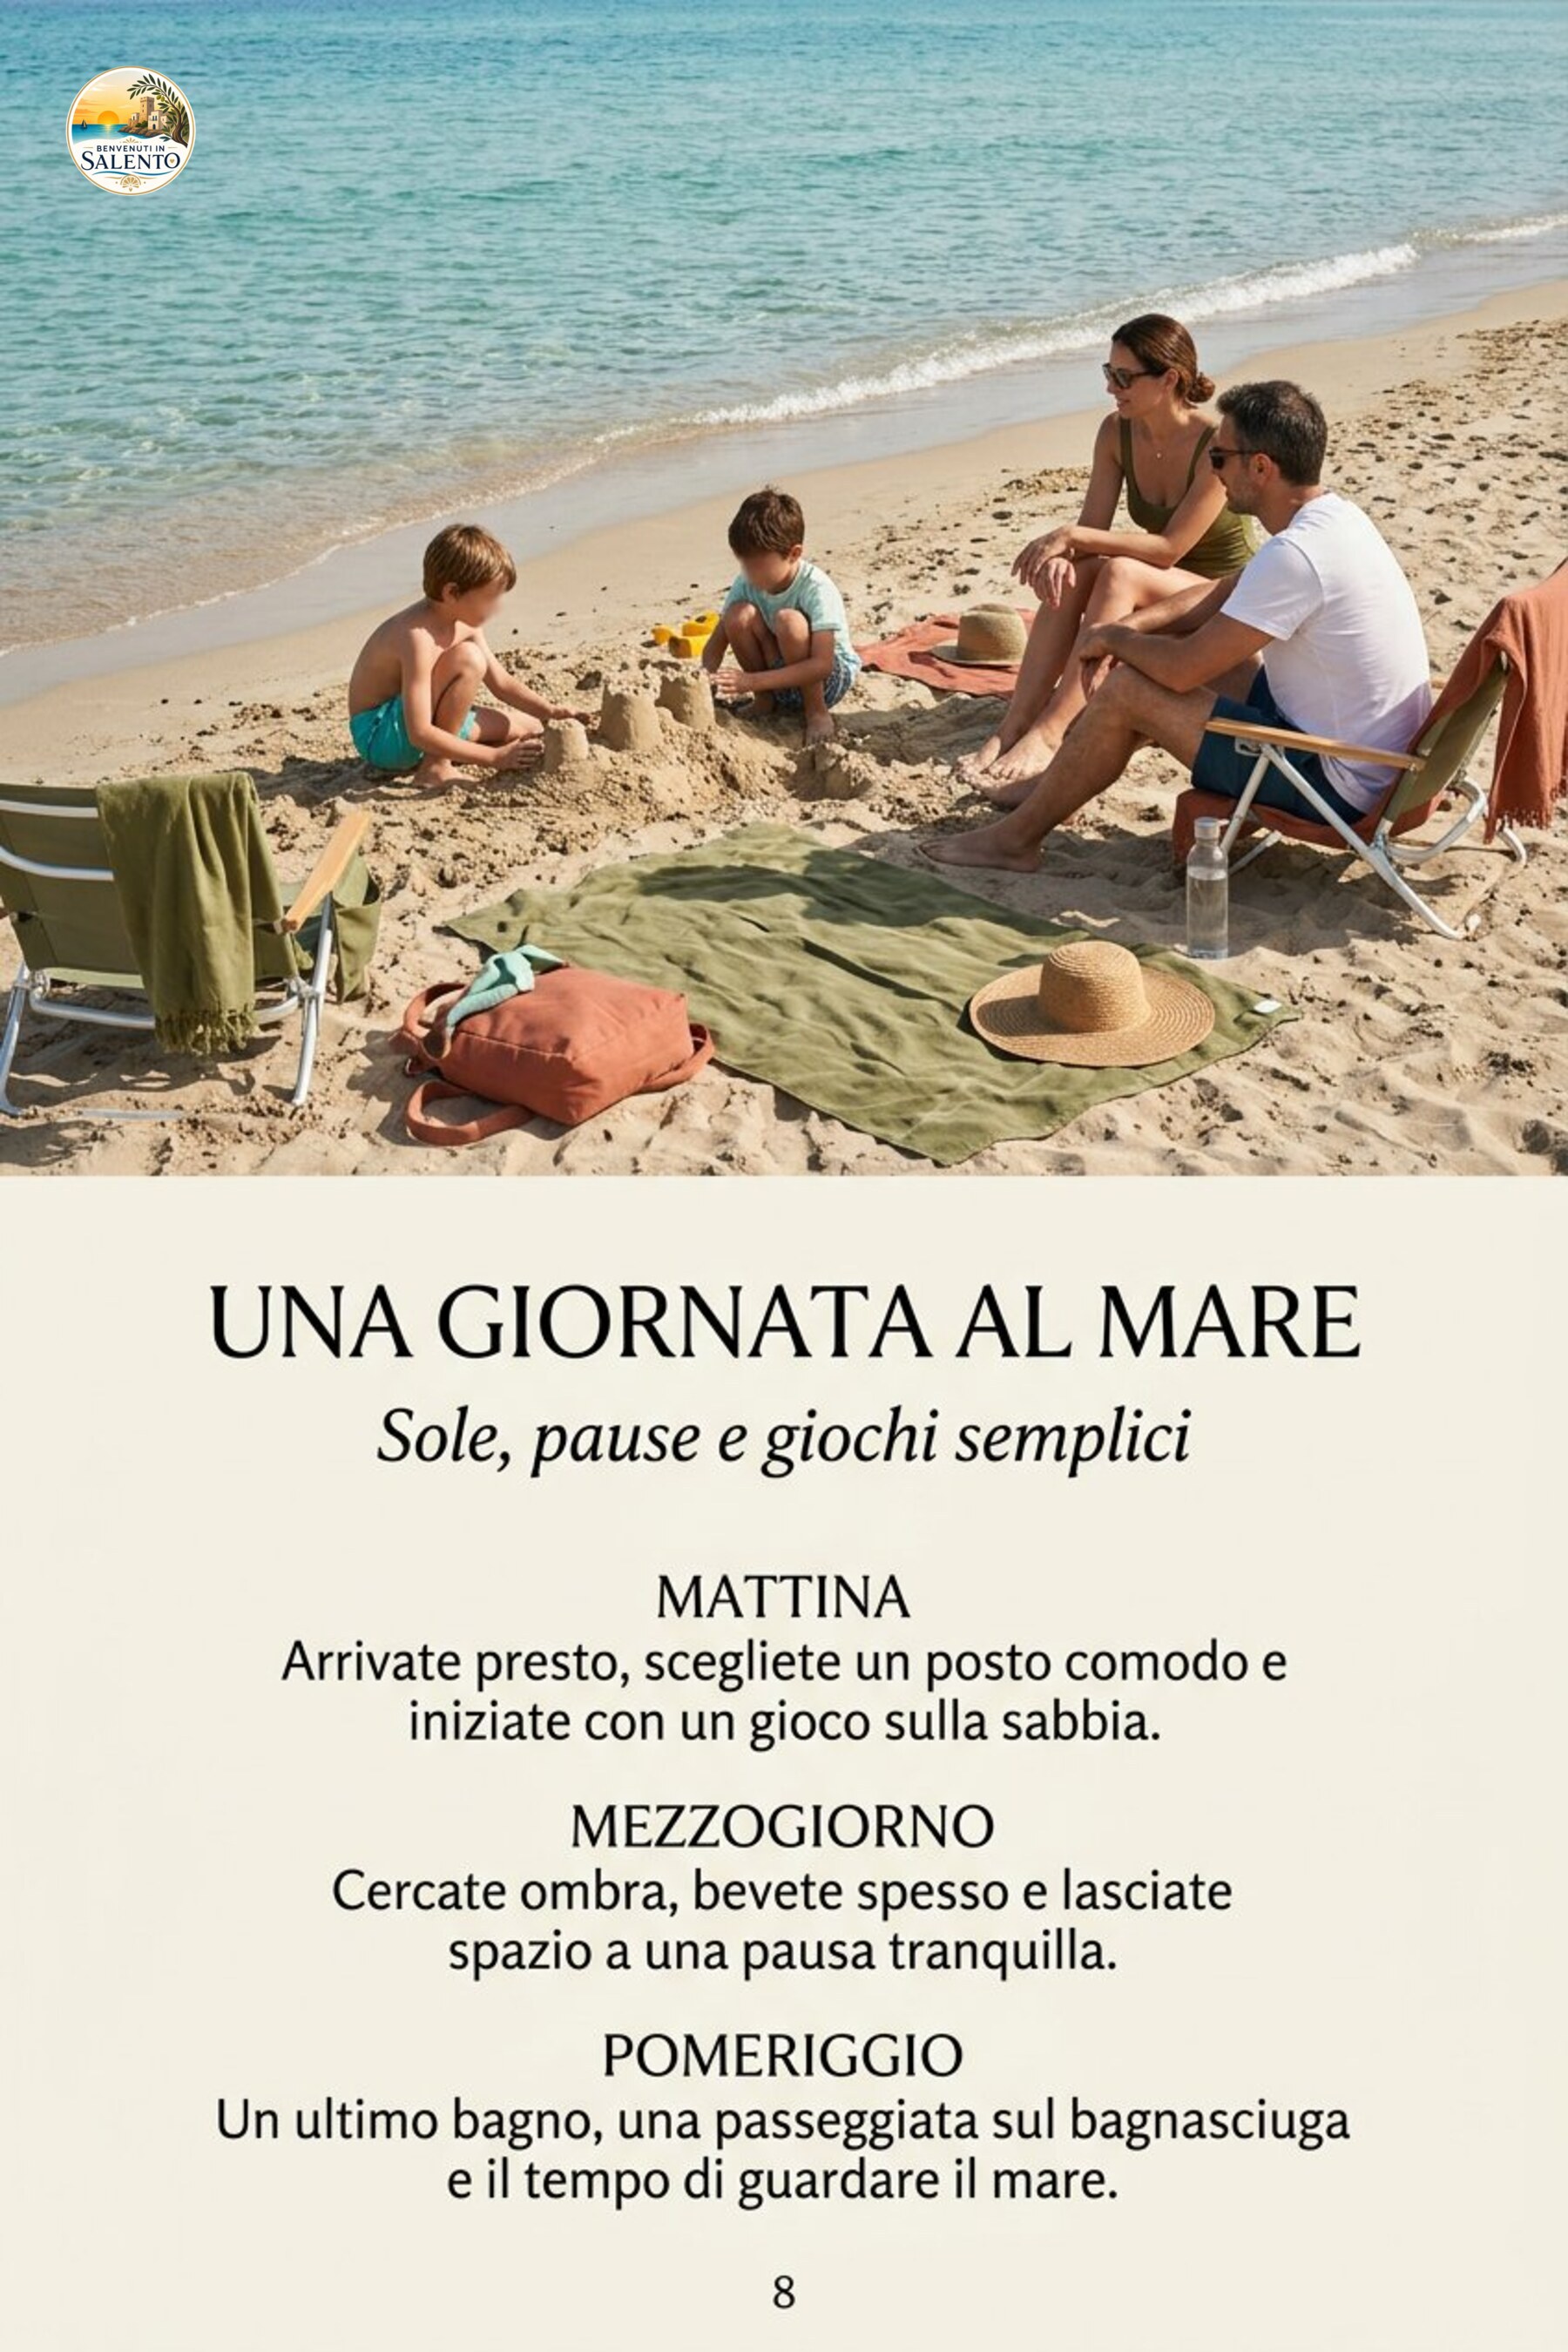 BENVENUTI IN
SALENTO
UNA GIORNATA AL MARE
Sole, pause e giochi semplici
MATTINA
Arrivate presto, scegliete un posto comodo e
iniziate con un gioco sulla sabbia.
MEZZOGIORNO
Cercate ombra, bevete spesso e lasciate
spazio a una pausa tranquilla.
POMERIGGIO
Un ultimo bagno, una passeggiata sul bagnasciuga
e il tempo di guardare il mare.
8